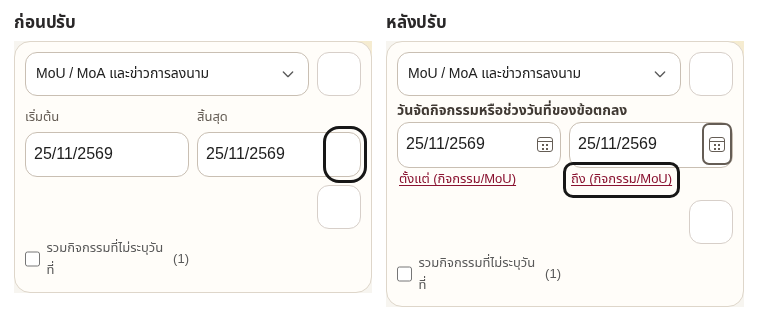 ก่อนปรับ
หลังปรับ
MoU / MoA และข่าวการลงนาม
MoU / MoA และข่าวการลงนาม
เริ่มต้น
สิ้นสุด
วันจัดกิจกรรมหรือช่วงวันที่ของข้อตกลง
25/11/2569
25/11/2569
25/11/2569
25/11/2569
ตั้งแต่ (กิจกรรม/MoU)
ถึง (กิจกรรม/MoU)
รวมกิจกรรมที่ไม่ระบุวัน
ที่
(1)
รวมกิจกรรมที่ไม่ระบุวัน
ที่
(1)